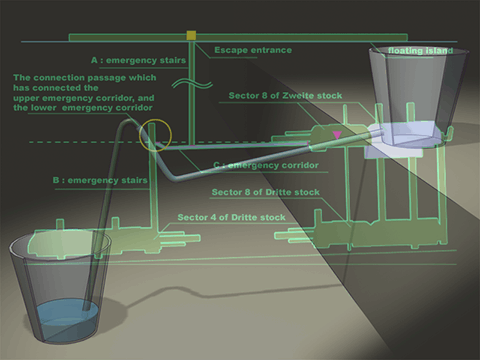 Escape entrance
floating island
A : emergency stairs
The connection passage which
has connected the
upper emergency corridor, and
the lower emergency corridor
Sector 8 of Zweite stock
C : emergency corridor
B : emergency stairs
Sector 8 of Dritte stock
Sector 4 of Dritte stock